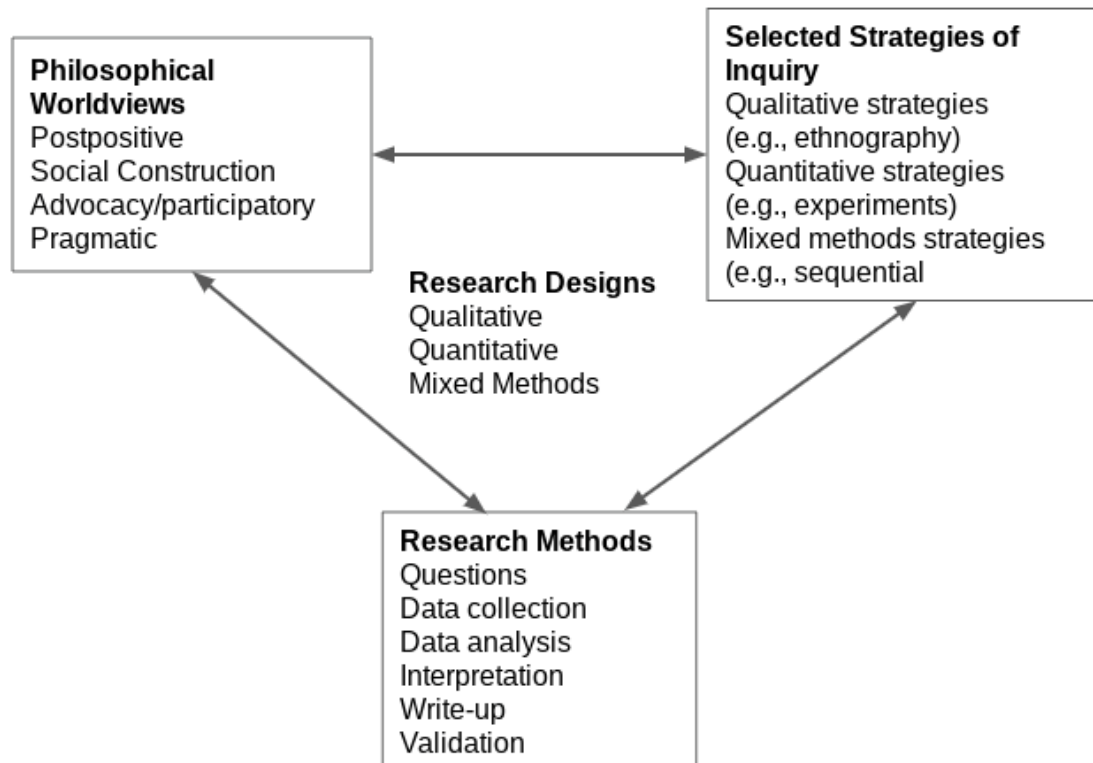 Philosophical
Worldviews
Postpositive
Social Construction
Advocacy/participatory
Pragmatic
Selected Strategies of
Inquiry
Qualitative strategies
(e.g., ethnography)
Quantitative strategies
(e.g., experiments)
Mixed methods strategies
(e.g., sequential
Research Designs
Qualitative
Quantitative
Mixed Methods
Research Methods
Questions
Data collection
Data analysis
Interpretation
Write-up
Validation